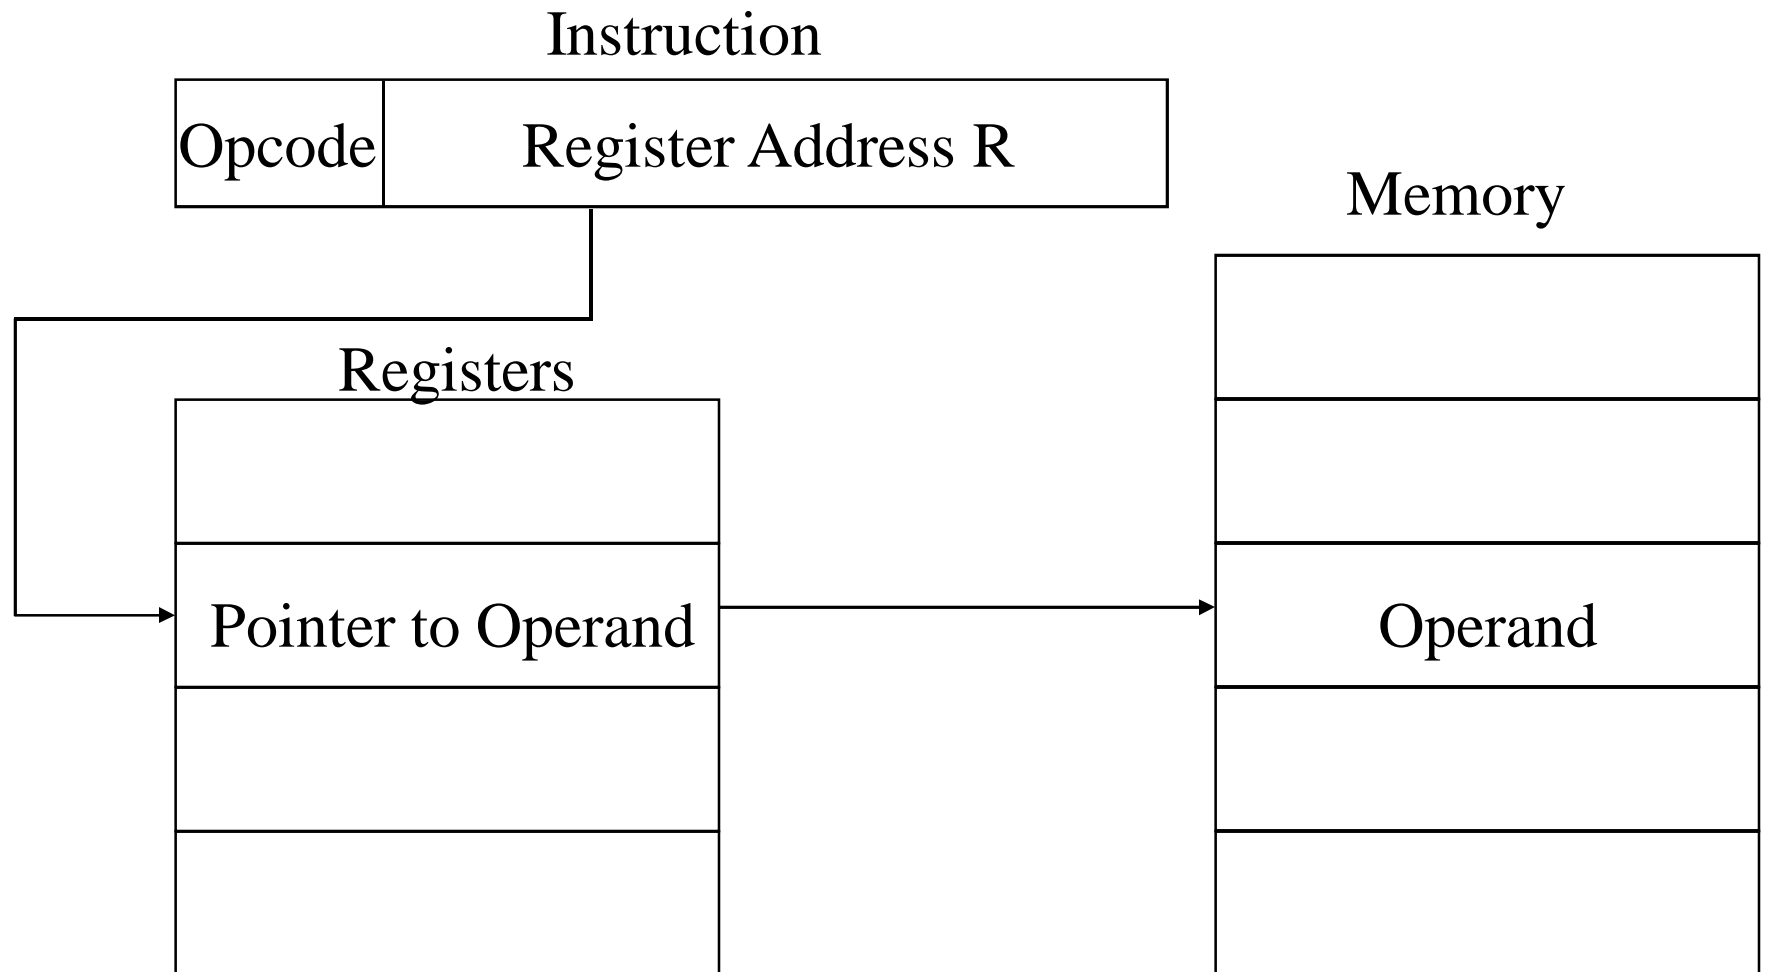 Instruction
Opcode
Register Address R
Memory
Registers
Pointer to Operand
Operand